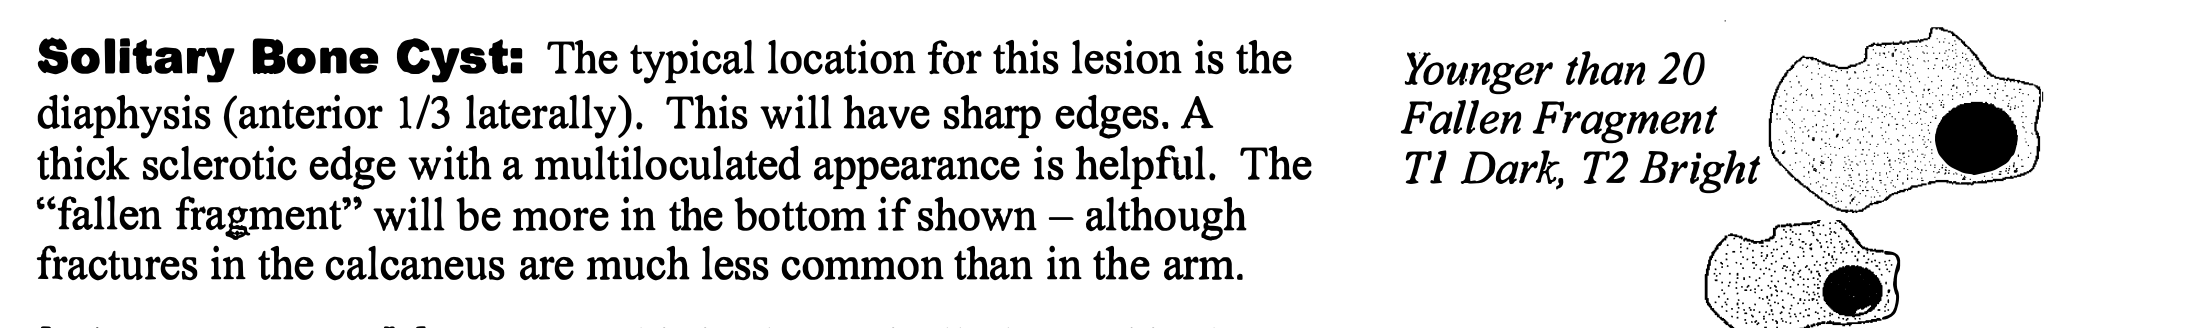 Solitary Bone Cyst: The typical location for this lesion is the
diaphysis (anterior 1/3 laterally). This will have sharp edges. A
thick sclerotic edge with a multiloculated appearance is helpful. The
“fallen fragment” will be more in the bottom if shown – although
fractures in the calcaneus are much less common than in the arm.
Younger than 20
Fallen Fragment
T1 Dark, T2 Bright